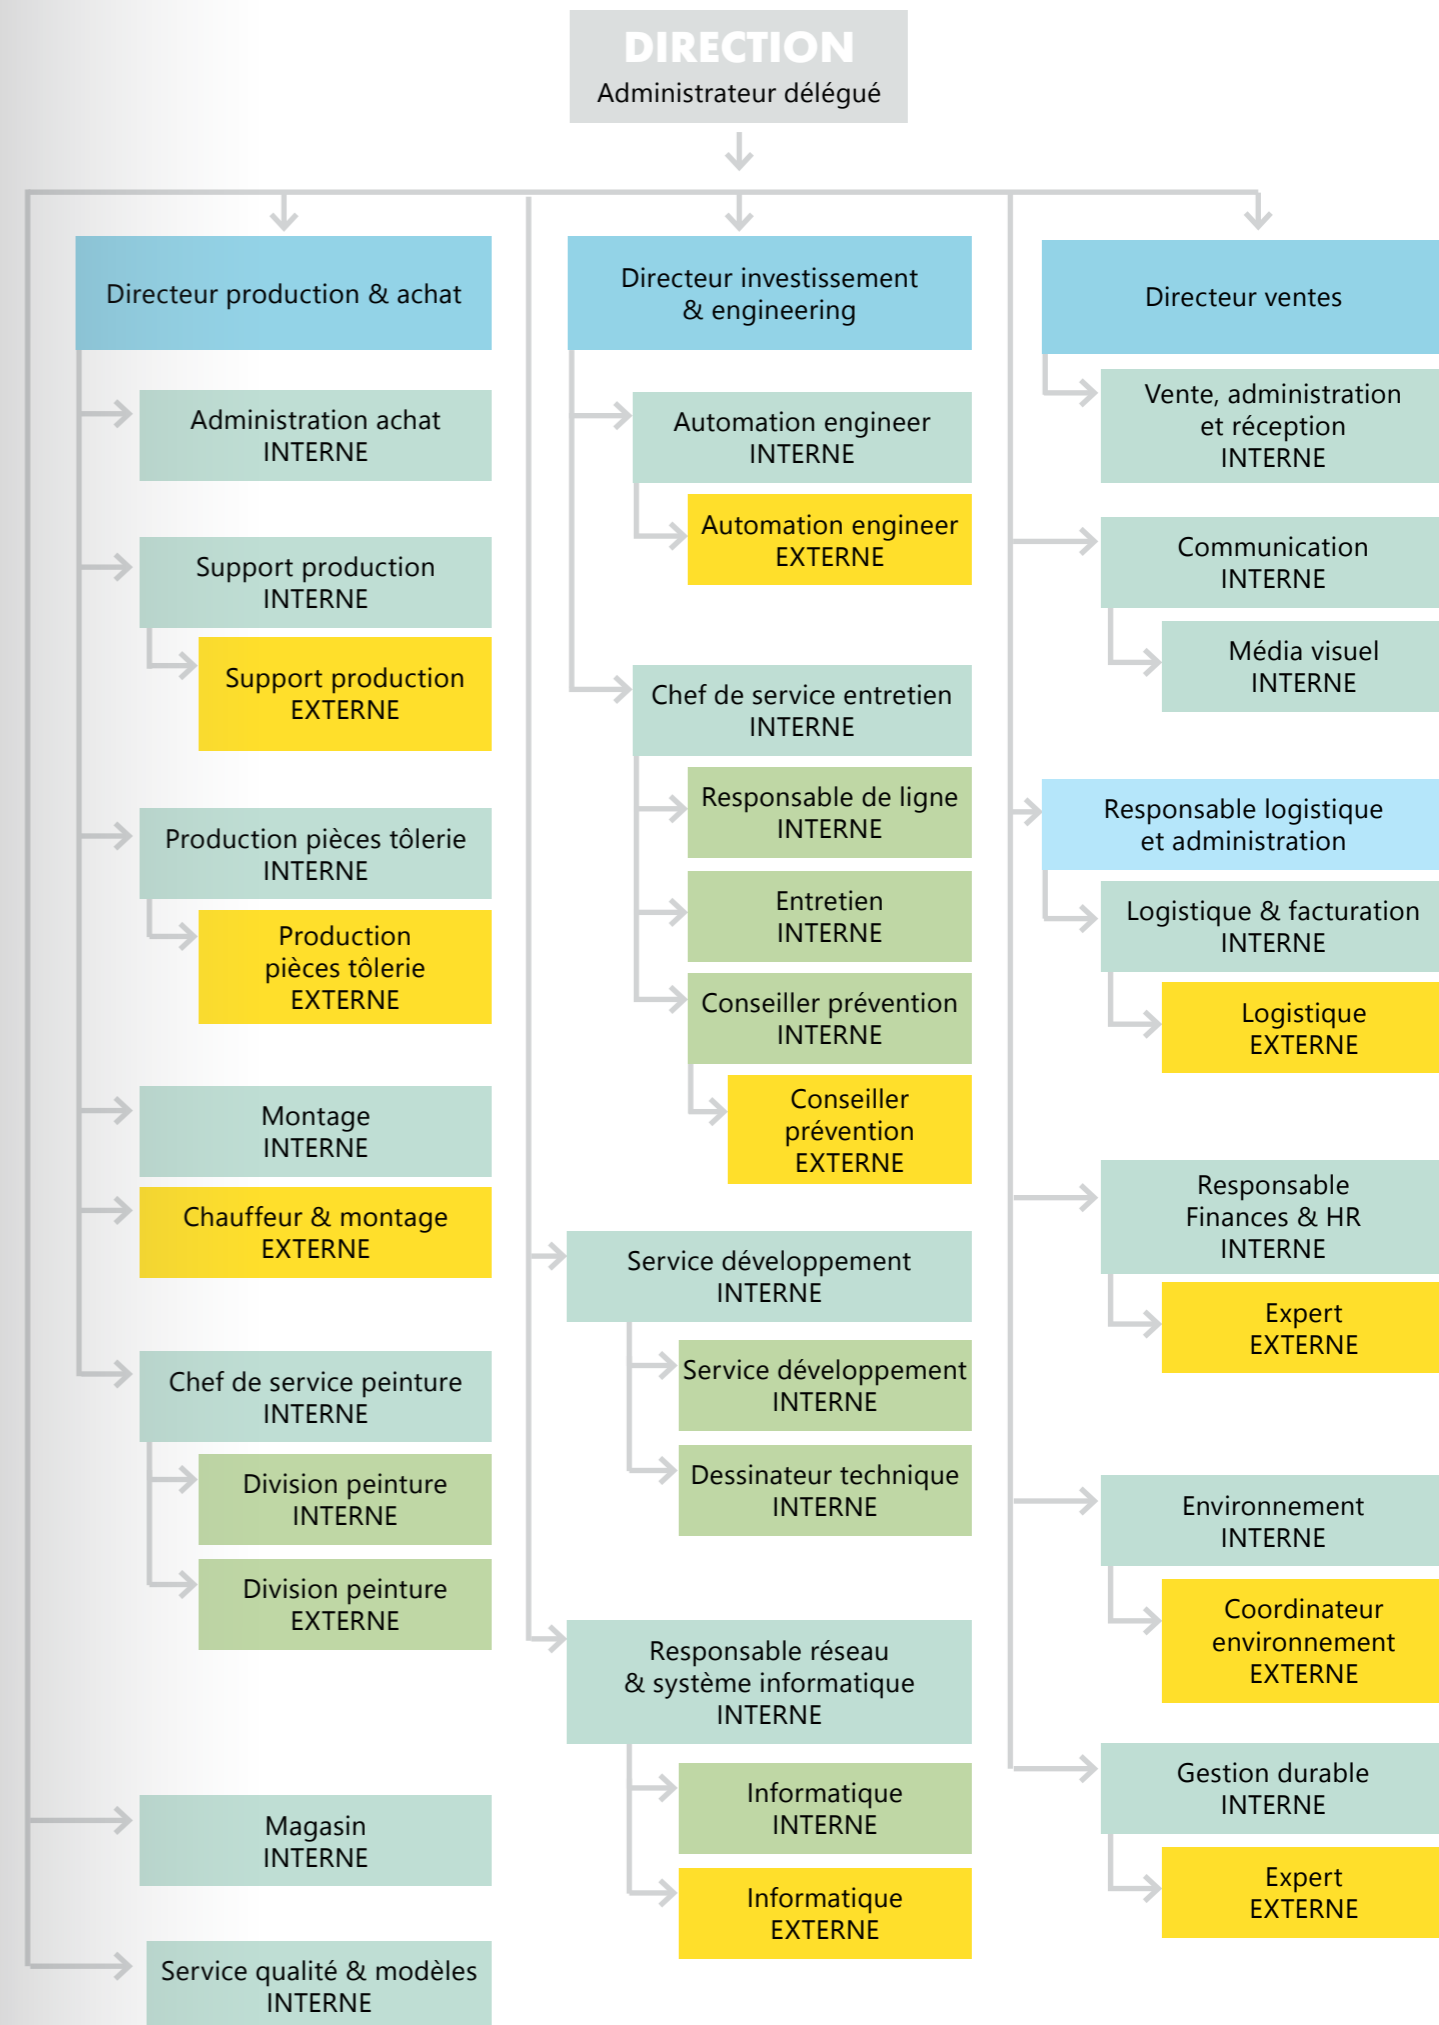 DIRECTION
Administrateur délégué
Directeur production & achat
Administration achat
INTERNE
Support production
INTERNE
Support production
EXTERNE
Production pièces tôlerie
INTERNE
Production
pièces tôlerie
EXTERNE
Montage
INTERNE
Chauffeur & montage
EXTERNE
Chef de service peinture
INTERNE
Division peinture
INTERNE
Division peinture
EXTERNE
Magasin
INTERNE
Service qualité & modèles
INTERNE
Directeur investissement
& engineering
Automation engineer
INTERNE
Automation engineer
EXTERNE
Chef de service entretien
INTERNE
Responsable de ligne
INTERNE
Entretien
INTERNE
Conseiller prévention
INTERNE
Conseiller
prévention
EXTERNE
Service développement
INTERNE
Service développement
INTERNE
Dessinateur technique
INTERNE
Responsable réseau
& système informatique
INTERNE
Informatique
INTERNE
Informatique
EXTERNE
Directeur ventes
Vente, administration
et réception
INTERNE
Communication
INTERNE
Média visuel
INTERNE
Responsable logistique
et administration
Logistique & facturation
INTERNE
Logistique
EXTERNE
Responsable
Finances & HR
INTERNE
Expert
EXTERNE
Environnement
INTERNE
Coordinateur
environnement
EXTERNE
Gestion durable
INTERNE
Expert
EXTERNE